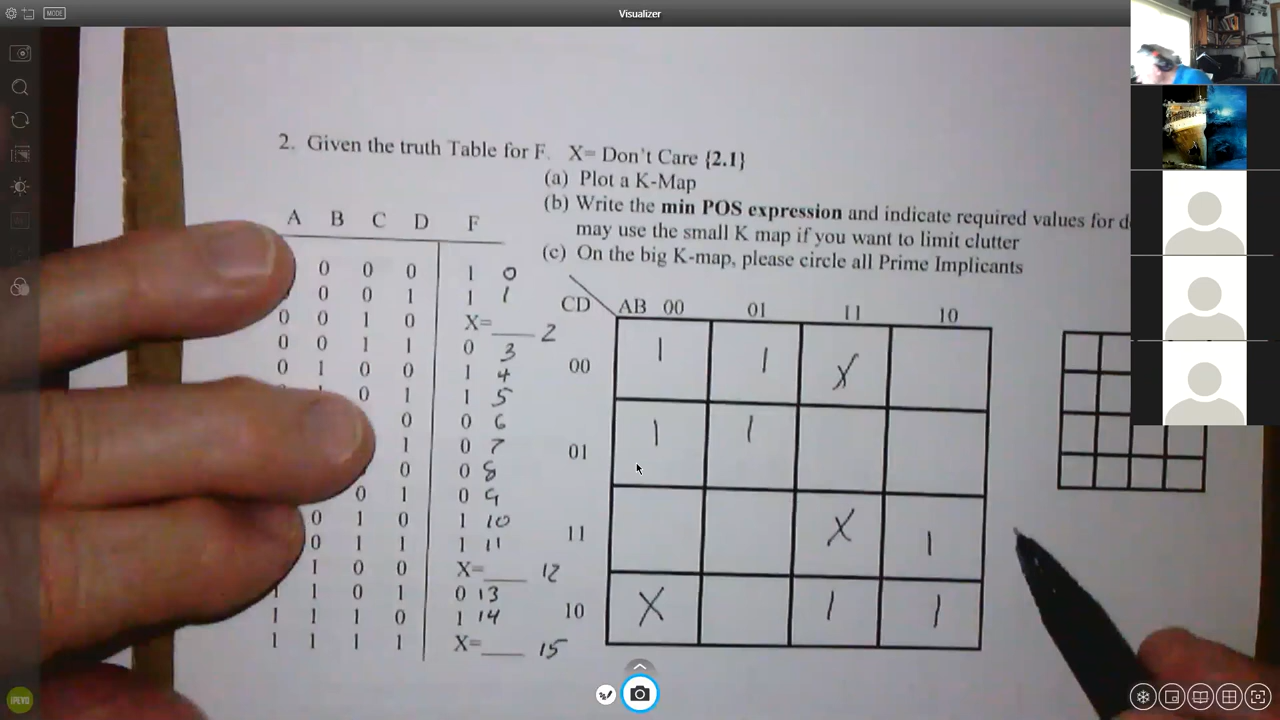 MODE
Visualizer
2. Given the truth Table for F. X= Don't Care {2.1}
(a) Plot a K-Map
(b) Write the min POS expression and indicate required values for d
may use the small K map if you want to limit clutter
(c) On the big K-map, please circle all Prime Implicants
A B C D F
0 0 0 1 0
0 0 1 1 1
0 0 1 0 X=___ 2
0 0 1 1 0 3
0 1 0 0 1 4
0 1 1 5
0 0 6
1 0 7
0 0 8
0 1 0 9
0 1 0 1 10
0 1 1 1 11
1 0 0 X=___ 12
1 1 0 1 0 13
1 1 1 0 1 14
1 1 1 1 X=___ 15
CD AB 00 01 11 10
00 1 1 X
01 1 1
11 X 1
10 X 1 1
IPEVO